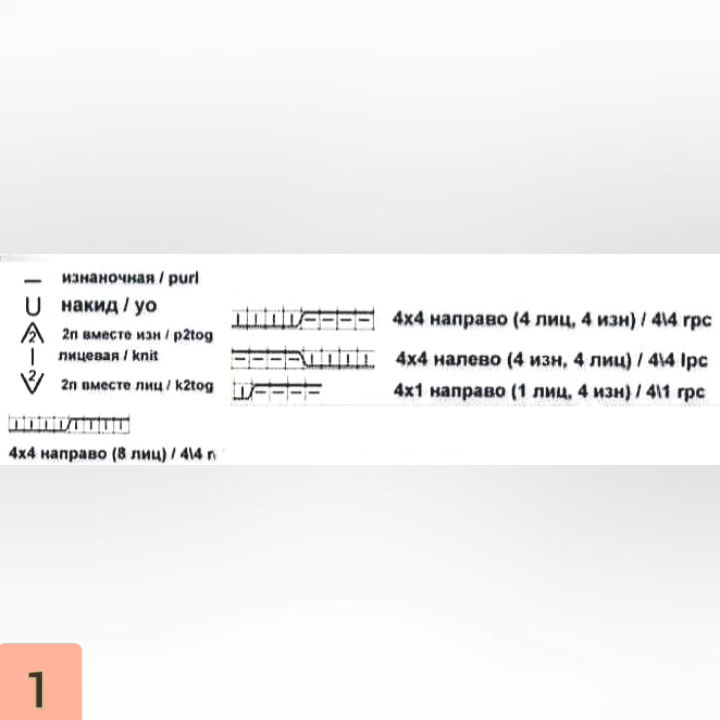 изнаночная / purl
накид / yo
2п вместе изн / p2tog
лицевая / knit
2п вместе лиц / k2tog
4х4 направо (8 лиц) / 4\4 r
4х4 направо (4 лиц, 4 изн) / 4\4 rpc
4х4 налево (4 изн, 4 лиц) / 4\4 lpc
4х1 направо (1 лиц, 4 изн) / 4\1 rpc
1